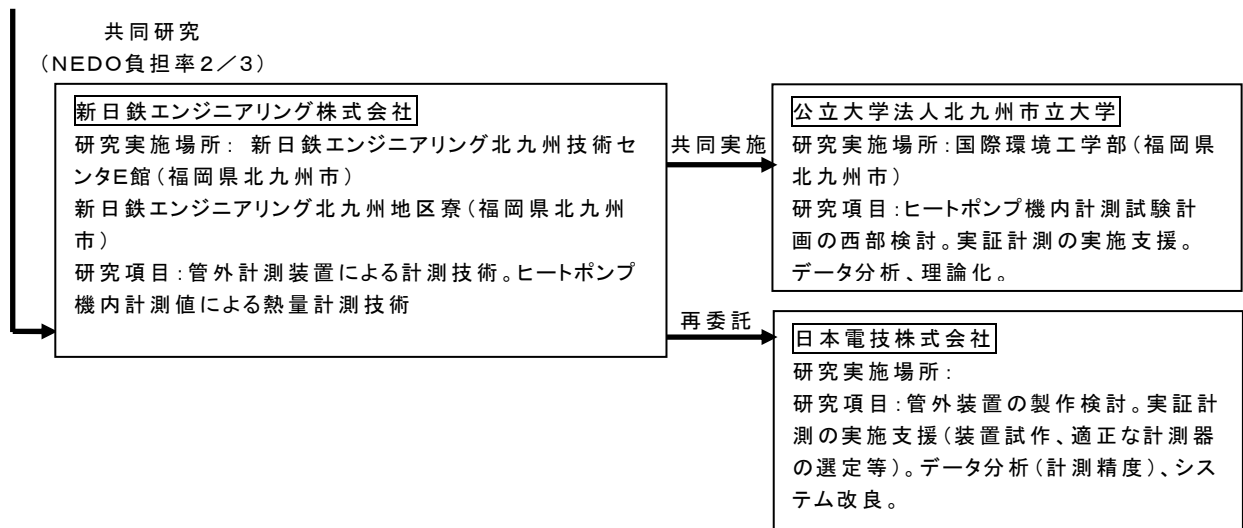 共同研究
（NEDO負担率２／３）
新日鉄エンジニアリング株式会社
研究実施場所： 新日鉄エンジニアリング北九州技術セ
ンタE館（福岡県北九州市）
新日鉄エンジニアリング北九州地区寮（福岡県北九州
市）
研究項目：管外計測装置による計測技術。ヒートポンプ
機内計測値による熱量計測技術
共同実施
公立大学法人北九州市立大学
研究実施場所：国際環境工学部（福岡県
北九州市）
研究項目：ヒートポンプ機内計測試験計
画の西部検討。実証計測の実施支援。
データ分析、理論化。
再委託
日本電技株式会社
研究実施場所：
研究項目：管外装置の製作検討。実証計
測の実施支援（装置試作、適正な計測器
の選定等）。データ分析（計測精度）、シス
テム改良。